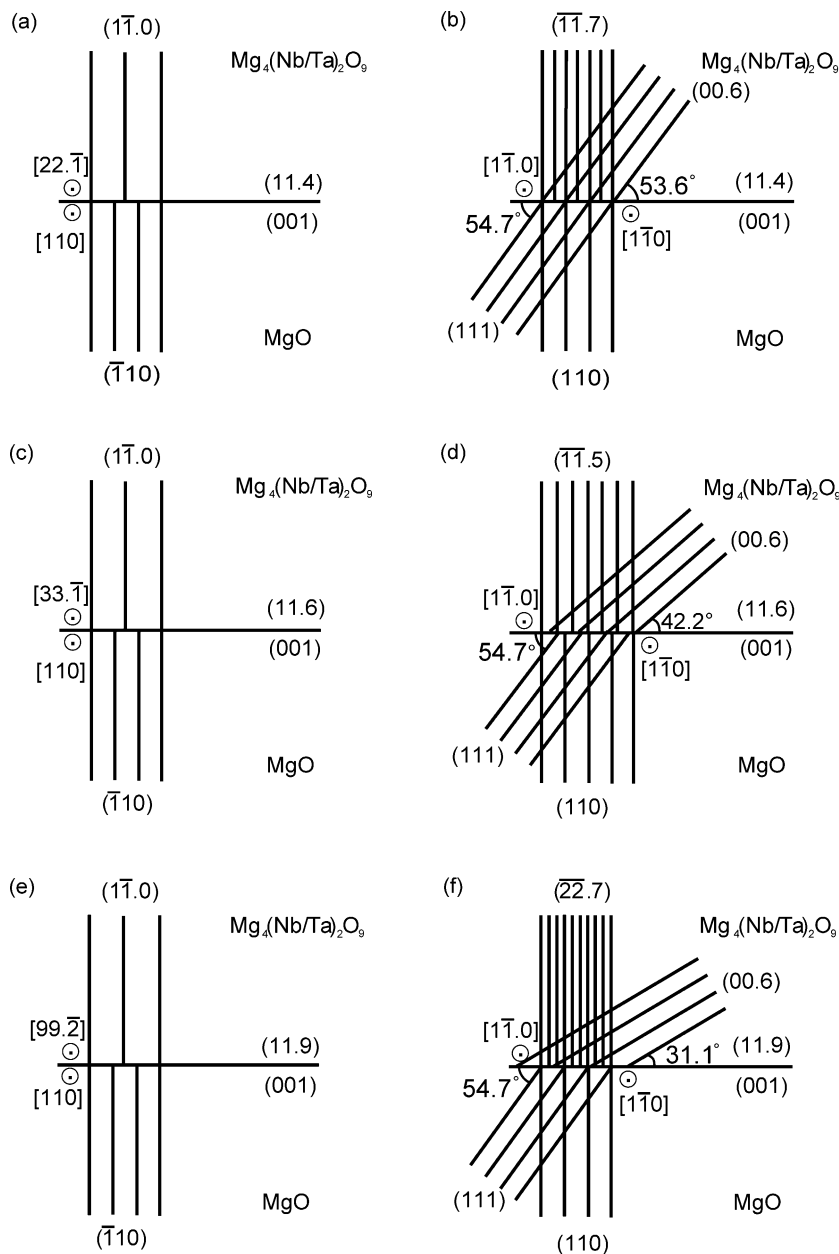 (a)
(11̅.0)
Mg₄(Nb/Ta)₂O₉
[22.1̅]
(11.4)
(001)
[110]
MgO
(1̅10)
(b)
(1̅1̅.7)
Mg₄(Nb/Ta)₂O₉
(00.6)
[11̅.0]
53.6°
(11.4)
(001)
54.7°
[11̅0]
(111)
MgO
(110)
(c)
(11̅.0)
Mg₄(Nb/Ta)₂O₉
[33.1̅]
(11.6)
(001)
[110]
MgO
(1̅10)
(d)
(1̅1̅.5)
Mg₄(Nb/Ta)₂O₉
(00.6)
[11̅.0]
42.2°
(11.6)
(001)
54.7°
[11̅0]
(111)
MgO
(110)
(e)
(11̅.0)
Mg₄(Nb/Ta)₂O₉
[99.2̅]
(11.9)
(001)
[110]
MgO
(1̅10)
(f)
(2̅2̅.7)
Mg₄(Nb/Ta)₂O₉
(00.6)
[11̅.0]
31.1°
(11.9)
(001)
54.7°
[11̅0]
(111)
MgO
(110)